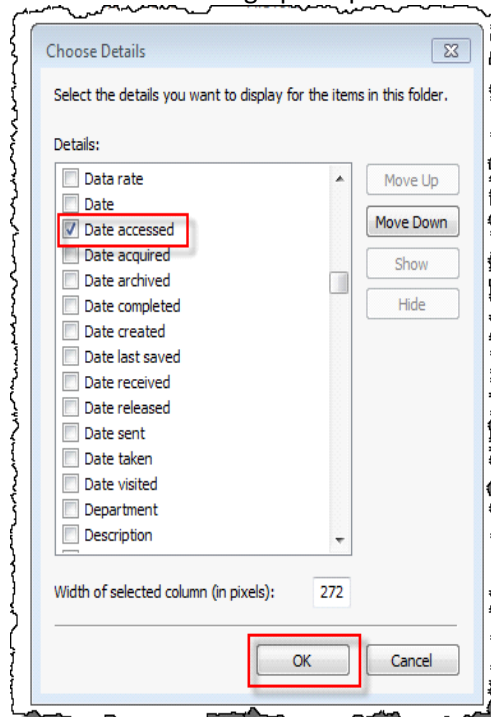 Choose Details
Select the details you want to display for the items in this folder.
Details:
Data rate
Date
Date accessed
Date acquired
Date archived
Date completed
Date created
Date last saved
Date received
Date released
Date sent
Date taken
Date visited
Department
Description
Move Up
Move Down
Show
Hide
Width of selected column (in pixels): 272
OK Cancel